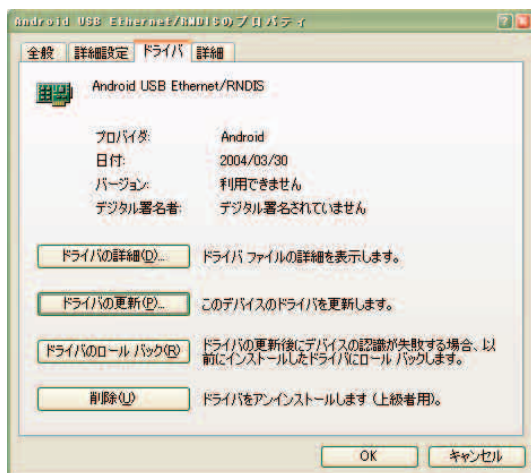 Android USB Ethernet/RNDISのプロパティ
全般 詳細設定 ドライバ 詳細
Android USB Ethernet/RNDIS
プロバイダ: Android
日付: 2004/03/30
バージョン: 利用できません
デジタル署名者: デジタル署名されていません
ドライバの詳細(D)... ドライバ ファイルの詳細を表示します。
ドライバの更新(P)... このデバイスのドライバを更新します。
ドライバのロール バック(R) ドライバの更新後にデバイスの認識が失敗する場合、以
前にインストールしたドライバにロール バックします。
削除(U) ドライバをアンインストールします (上級者用)。
OK キャンセル